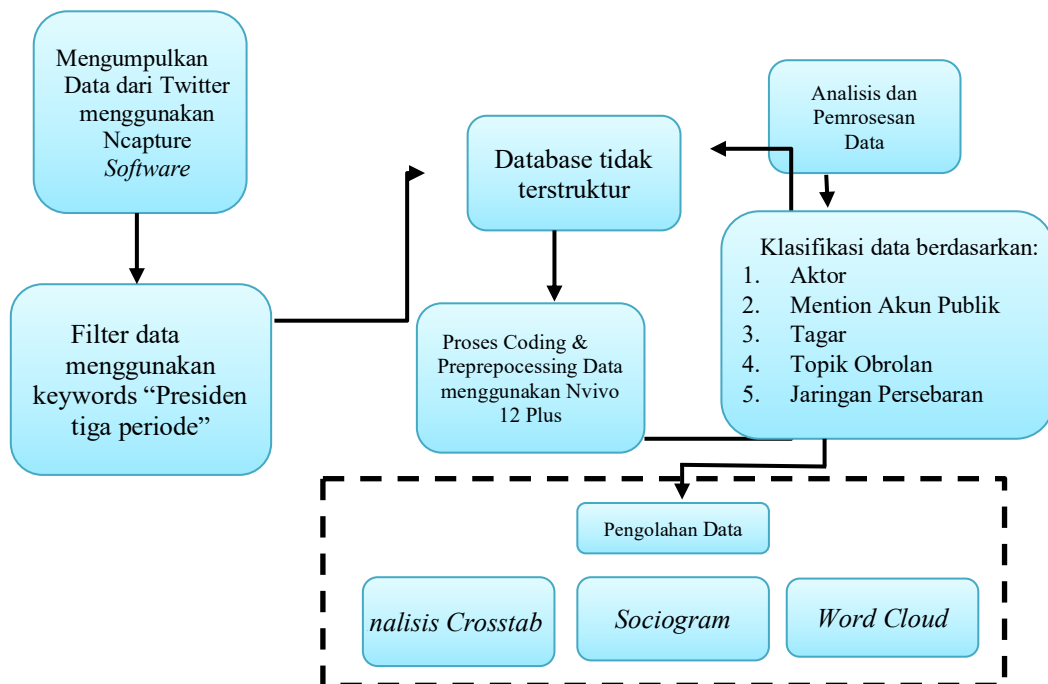 Mengumpulkan
Data dari Twitter
menggunakan
Ncapture
Software
Filter data
menggunakan
keywords “Presiden
tiga periode”
Database tidak
terstruktur
Proses Coding &
Preprepocessing Data
menggunakan Nvivo
12 Plus
Analisis dan
Pemrosesan
Data
Klasifikasi data berdasarkan:
1. Aktor
2. Mention Akun Publik
3. Tagar
4. Topik Obrolan
5. Jaringan Persebaran
Pengolahan Data
nalisis Crosstab
Sociogram
Word Cloud